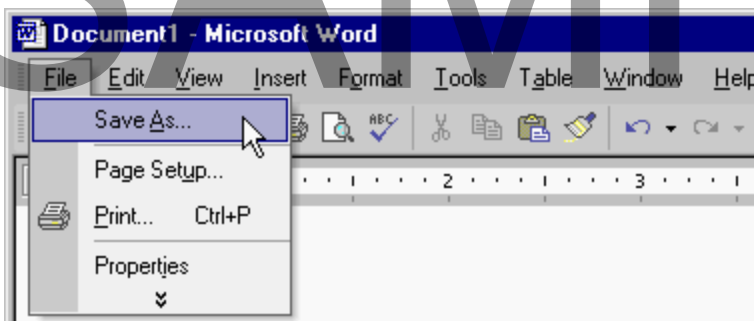 Document1 - Microsoft Word
File Edit View Insert Format Tools Table Window Help
Save As...
ABC
Page Setup...
2 3
Print... Ctrl+P
Properties